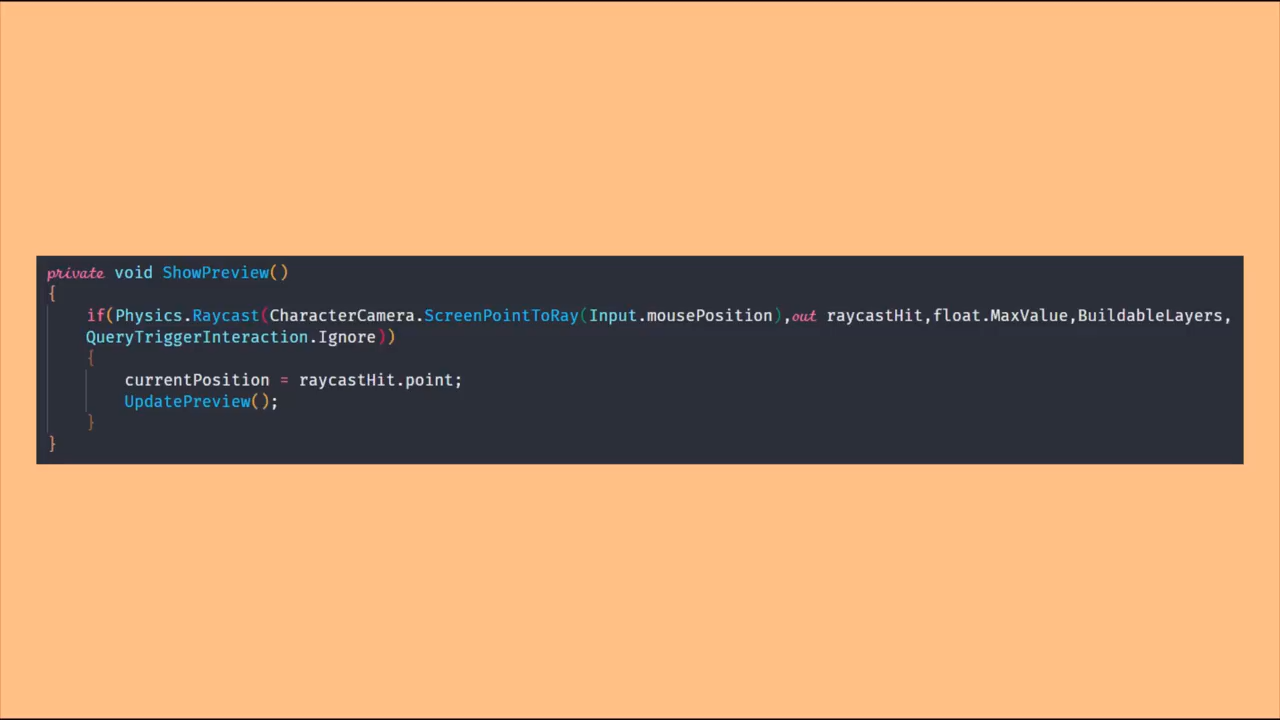 private void ShowPreview()
{
if(Physics.Raycast(CharacterCamera.ScreenPointToRay(Input.mousePosition),out raycastHit,float.MaxValue,BuildableLayers,
QueryTriggerInteraction.Ignore))
{
currentPosition = raycastHit.point;
UpdatePreview();
}
}